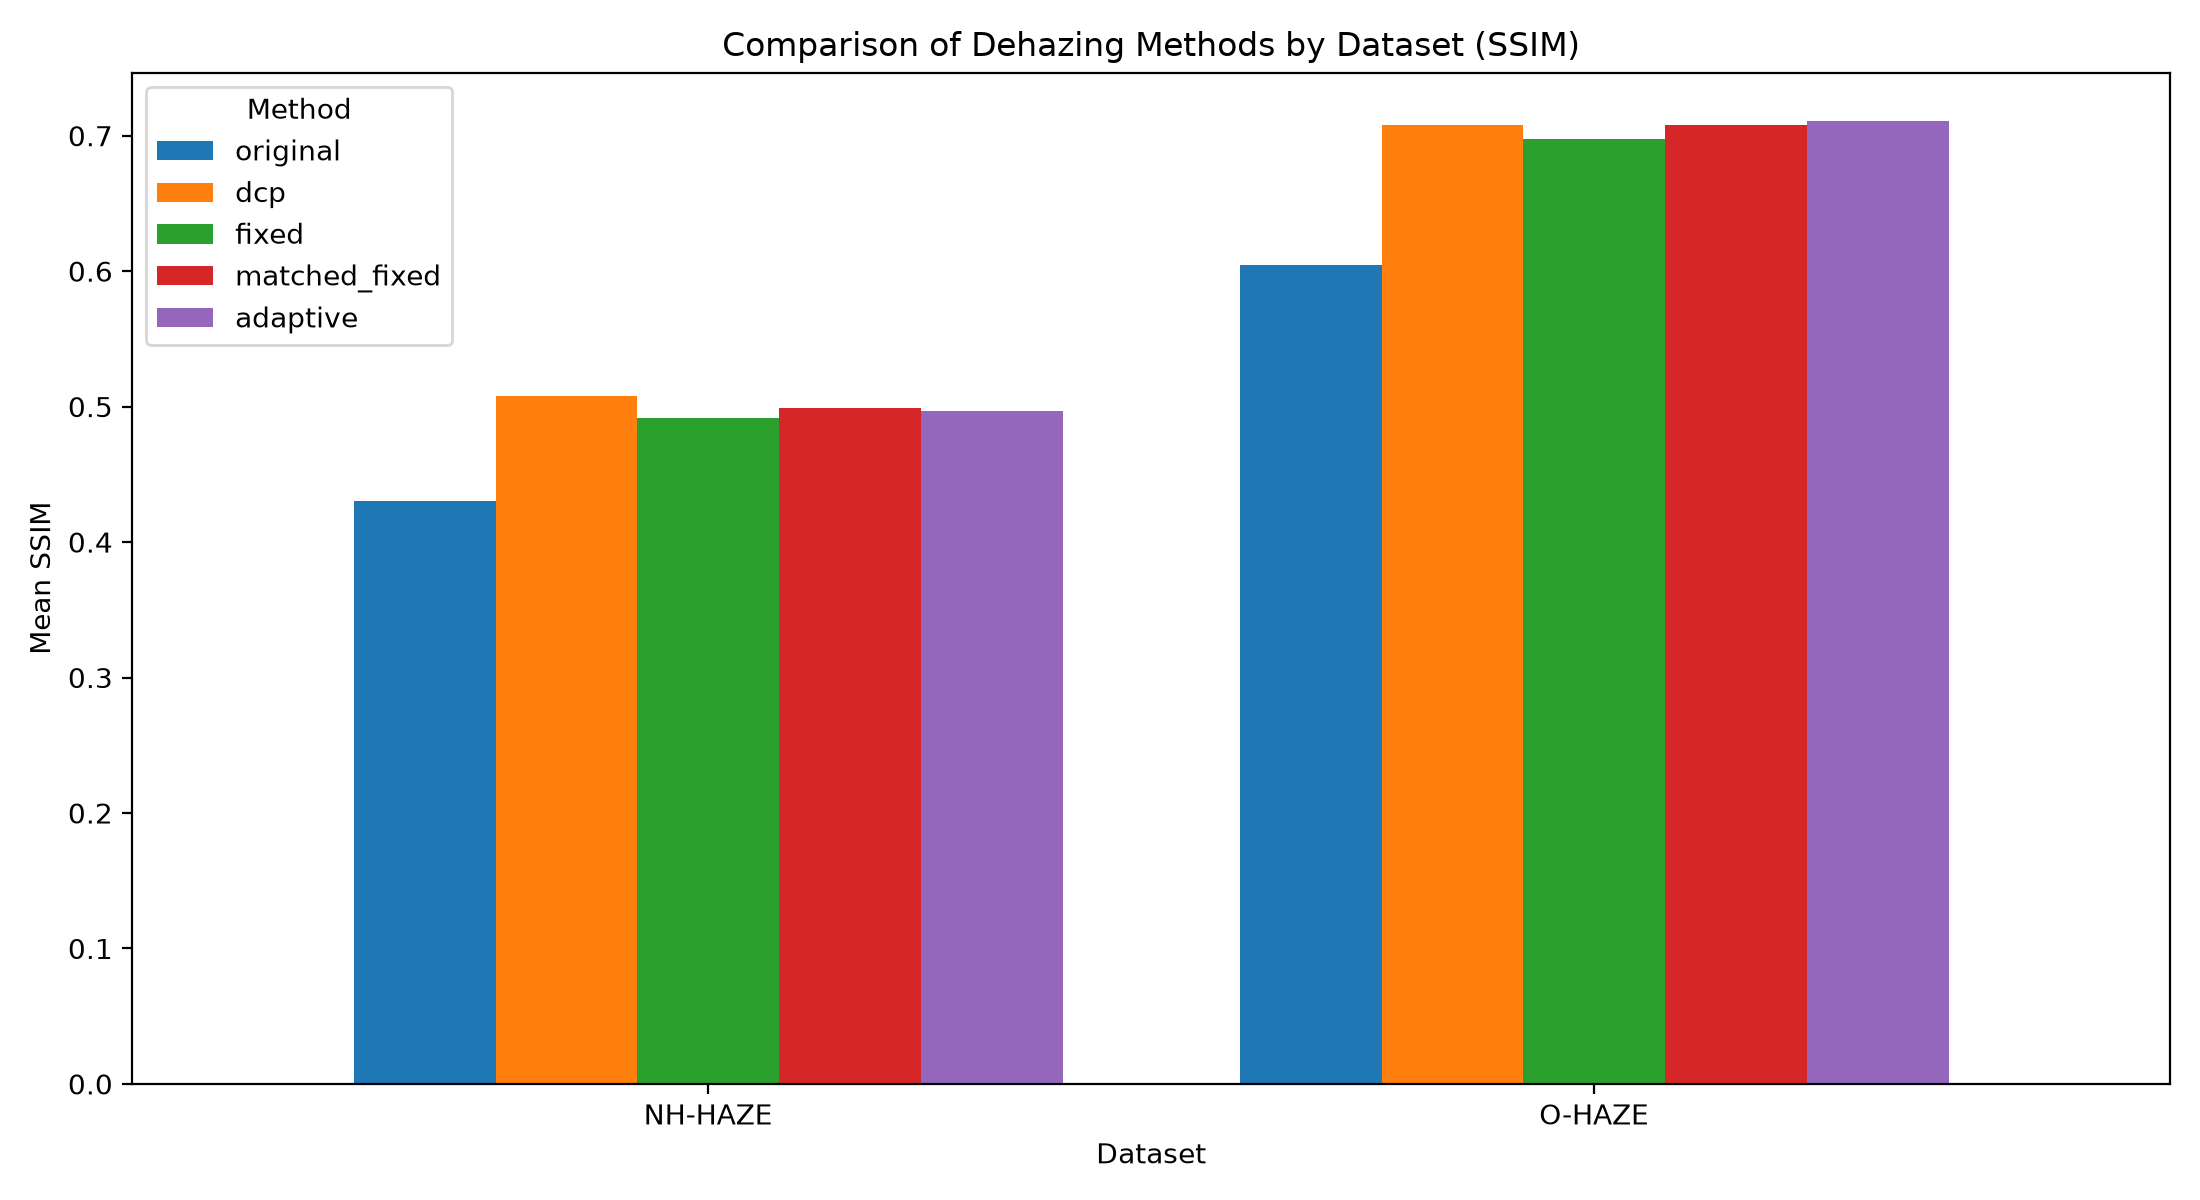 Comparison of Dehazing Methods by Dataset (SSIM)
Method
original
dcp
fixed
matched_fixed
adaptive
Mean SSIM
0.7
0.6
0.5
0.4
0.3
0.2
0.1
0.0
NH-HAZE
O-HAZE
Dataset